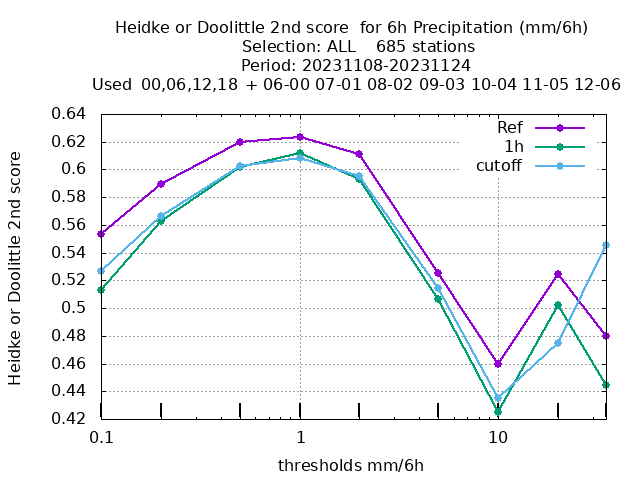 Heidke or Doolittle 2nd score  for 6h Precipitation (mm/6h)
Selection: ALL    685 stations
Period: 20231108-20231124
Used  00,06,12,18  + 06-00 07-01 08-02 09-03 10-04 11-05 12-06
Heidke or Doolittle 2nd score
0.64
0.62
0.6
0.58
0.56
0.54
0.52
0.5
0.48
0.46
0.44
0.42
Ref
1h
cutoff
0.1
1
10
thresholds mm/6h